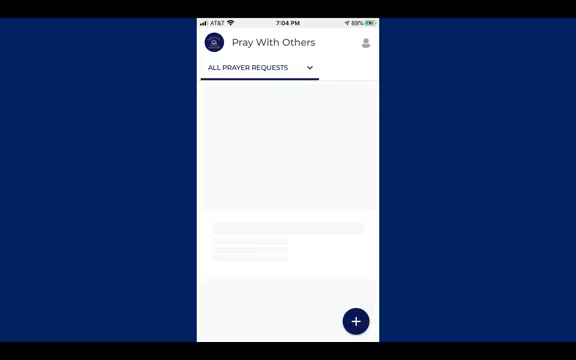 AT&T
7:04 PM
89%
Pray With Others
ALL PRAYER REQUESTS
+